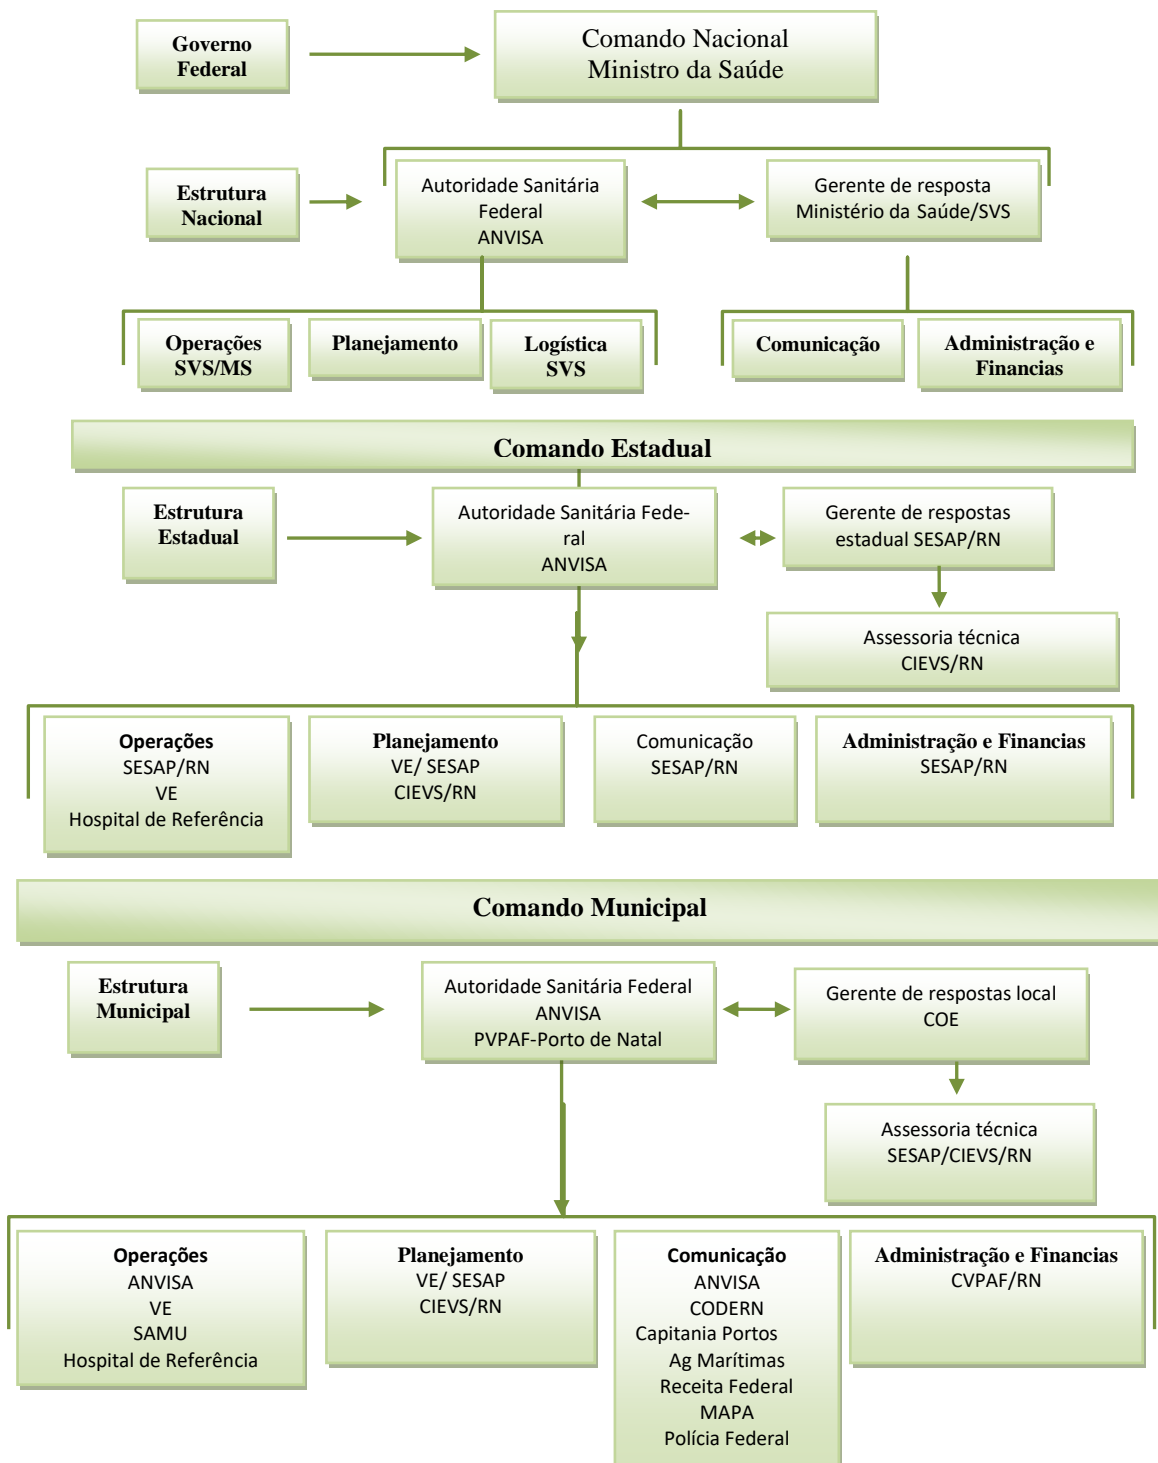 Governo
Federal
Comando Nacional
Ministro da Saúde
Estrutura
Nacional
Autoridade Sanitária
Federal
ANVISA
Gerente de resposta
Ministério da Saúde/SVS
Operações
SVS/MS
Planejamento
Logística
SVS
Comunicação
Administração e
Financias
Comando Estadual
Estrutura
Estadual
Autoridade Sanitária Fede-
ral
ANVISA
Gerente de respostas
estadual SESAP/RN
Assessoria técnica
CIEVS/RN
Operações
SESAP/RN
VE
Hospital de Referência
Planejamento
VE/ SESAP
CIEVS/RN
Comunicação
SESAP/RN
Administração e Financias
SESAP/RN
Comando Municipal
Estrutura
Municipal
Autoridade Sanitária Federal
ANVISA
PVPAF-Porto de Natal
Gerente de respostas local
COE
Assessoria técnica
SESAP/CIEVS/RN
Operações
ANVISA
VE
SAMU
Hospital de Referência
Planejamento
VE/ SESAP
CIEVS/RN
Comunicação
ANVISA
CODERN
Capitania Portos
Ag Marítimas
Receita Federal
MAPA
Polícia Federal
Administração e Financias
CVPAF/RN